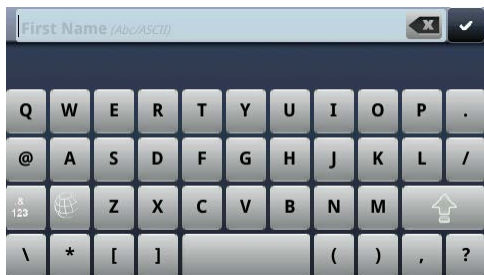 First Name (Abc/ASCII) X
Q W E R T Y U I O P .
@ A S D F G H J K L /
.& 123 Z X C V B N M
\ * [ ] ( ) , ?